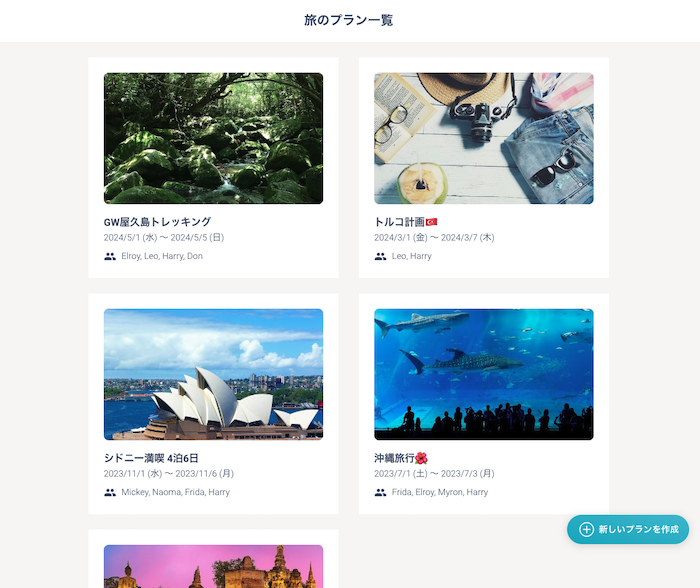 旅のプラン一覧
GW屋久島トレッキング
2024/5/1 (水) 〜 2024/5/5 (日)
Elroy, Leo, Harry, Don
トルコ計画🇹🇷
2024/3/1 (金) 〜 2024/3/7 (木)
Leo, Harry
シドニー満喫 4泊6日
2023/11/1 (水) 〜 2023/11/6 (月)
Mickey, Naoma, Frida, Harry
沖縄旅行🌺
2023/7/1 (土) 〜 2023/7/3 (月)
Frida, Elroy, Myron, Harry
新しいプランを作成